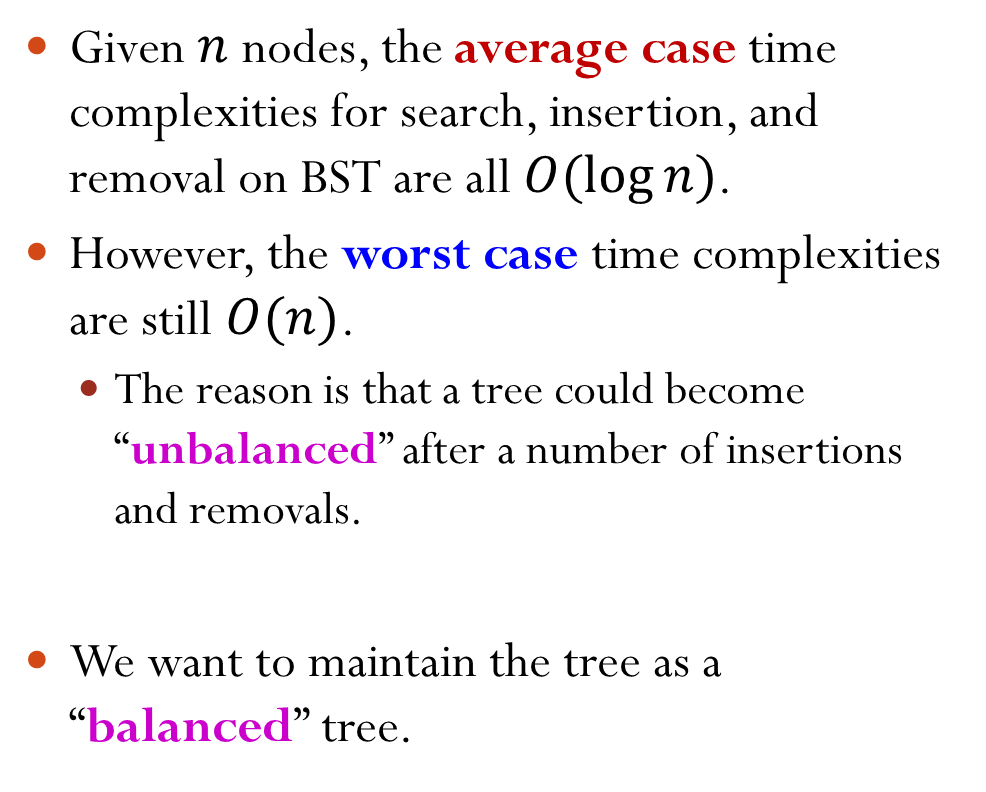 • Given 𝑛 nodes, the average case time
complexities for search, insertion, and
removal on BST are all 𝑂(log 𝑛).
• However, the worst case time complexities
are still 𝑂(𝑛).
• The reason is that a tree could become
“unbalanced” after a number of insertions
and removals.
• We want to maintain the tree as a
“balanced” tree.